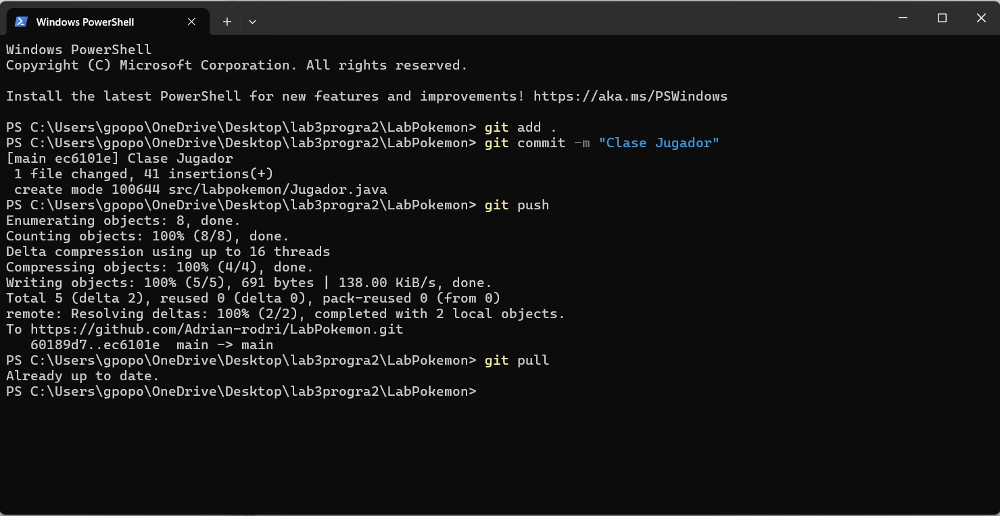 Windows PowerShell
Windows PowerShell
Copyright (C) Microsoft Corporation. All rights reserved.
Install the latest PowerShell for new features and improvements! https://aka.ms/PSWindows
PS C:\Users\gpopo\OneDrive\Desktop\lab3progra2\LabPokemon> git add .
PS C:\Users\gpopo\OneDrive\Desktop\lab3progra2\LabPokemon> git commit -m "Clase Jugador"
[main ec6101e] Clase Jugador
 1 file changed, 41 insertions(+)
 create mode 100644 src/labpokemon/Jugador.java
PS C:\Users\gpopo\OneDrive\Desktop\lab3progra2\LabPokemon> git push
Enumerating objects: 8, done.
Counting objects: 100% (8/8), done.
Delta compression using up to 16 threads
Compressing objects: 100% (4/4), done.
Writing objects: 100% (5/5), 691 bytes | 138.00 KiB/s, done.
Total 5 (delta 2), reused 0 (delta 0), pack-reused 0 (from 0)
remote: Resolving deltas: 100% (2/2), completed with 2 local objects.
To https://github.com/Adrian-rodri/LabPokemon.git
   60189d7..ec6101e  main -> main
PS C:\Users\gpopo\OneDrive\Desktop\lab3progra2\LabPokemon> git pull
Already up to date.
PS C:\Users\gpopo\OneDrive\Desktop\lab3progra2\LabPokemon>